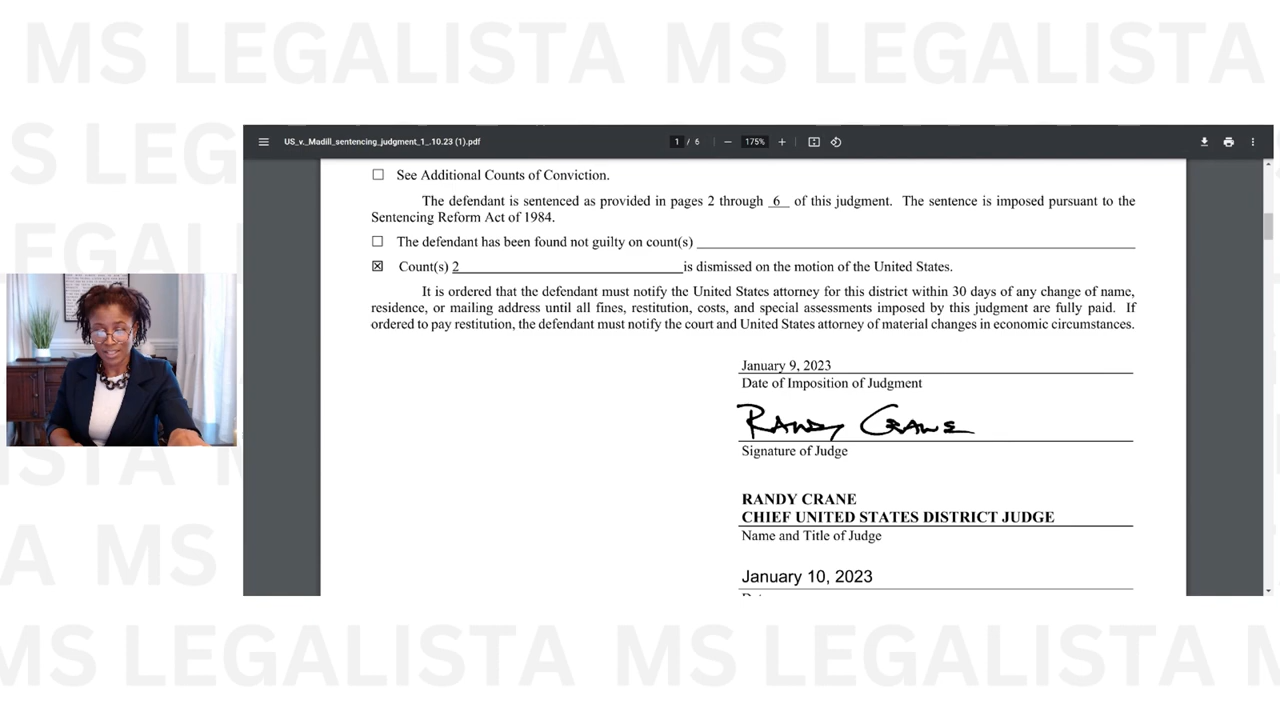 MS LEGALISTA MS LEGALISTA
S LEG
EGALI
ISTA M
A MS
MS LEGALISTA MS LEGALISTA MS
US_v._Madill_sentencing_judgment_1_.10.23 (1).pdf
1 / 6
175%
☐ See Additional Counts of Conviction.
The defendant is sentenced as provided in pages 2 through 6 of this judgment. The sentence is imposed pursuant to the
Sentencing Reform Act of 1984.
☐ The defendant has been found not guilty on count(s)
☒ Count(s) 2 is dismissed on the motion of the United States.
It is ordered that the defendant must notify the United States attorney for this district within 30 days of any change of name,
residence, or mailing address until all fines, restitution, costs, and special assessments imposed by this judgment are fully paid. If
ordered to pay restitution, the defendant must notify the court and United States attorney of material changes in economic circumstances.
January 9, 2023
Date of Imposition of Judgment
Randy Crane
Signature of Judge
RANDY CRANE
CHIEF UNITED STATES DISTRICT JUDGE
Name and Title of Judge
January 10, 2023